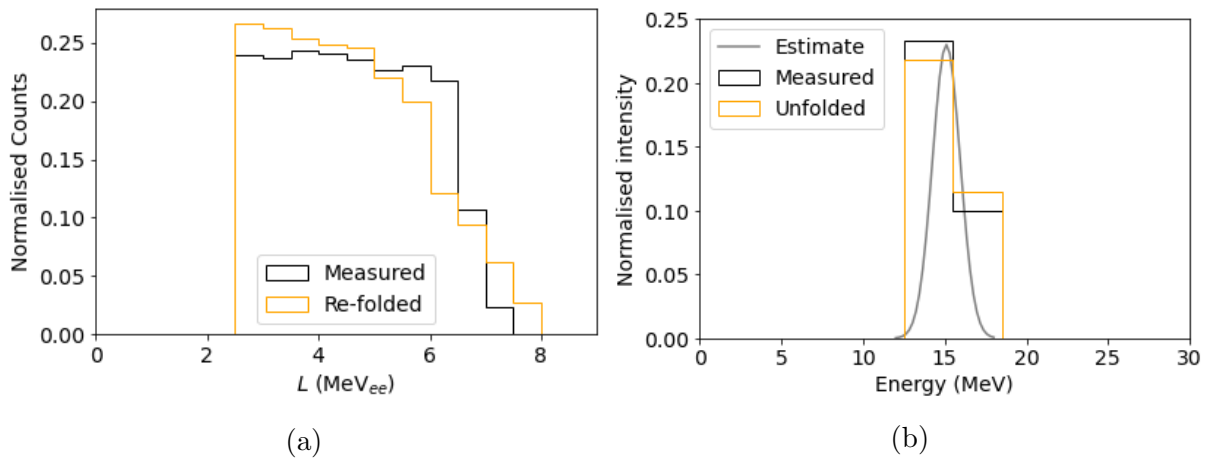 Normalised Counts
0.25
0.20
0.15
0.10
0.05
0.00
0
2
4
6
8
L (MeVee)
Measured
Re-folded
(a)
Normalised intensity
0.25
0.20
0.15
0.10
0.05
0.00
0
5
10
15
20
25
30
Energy (MeV)
Estimate
Measured
Unfolded
(b)